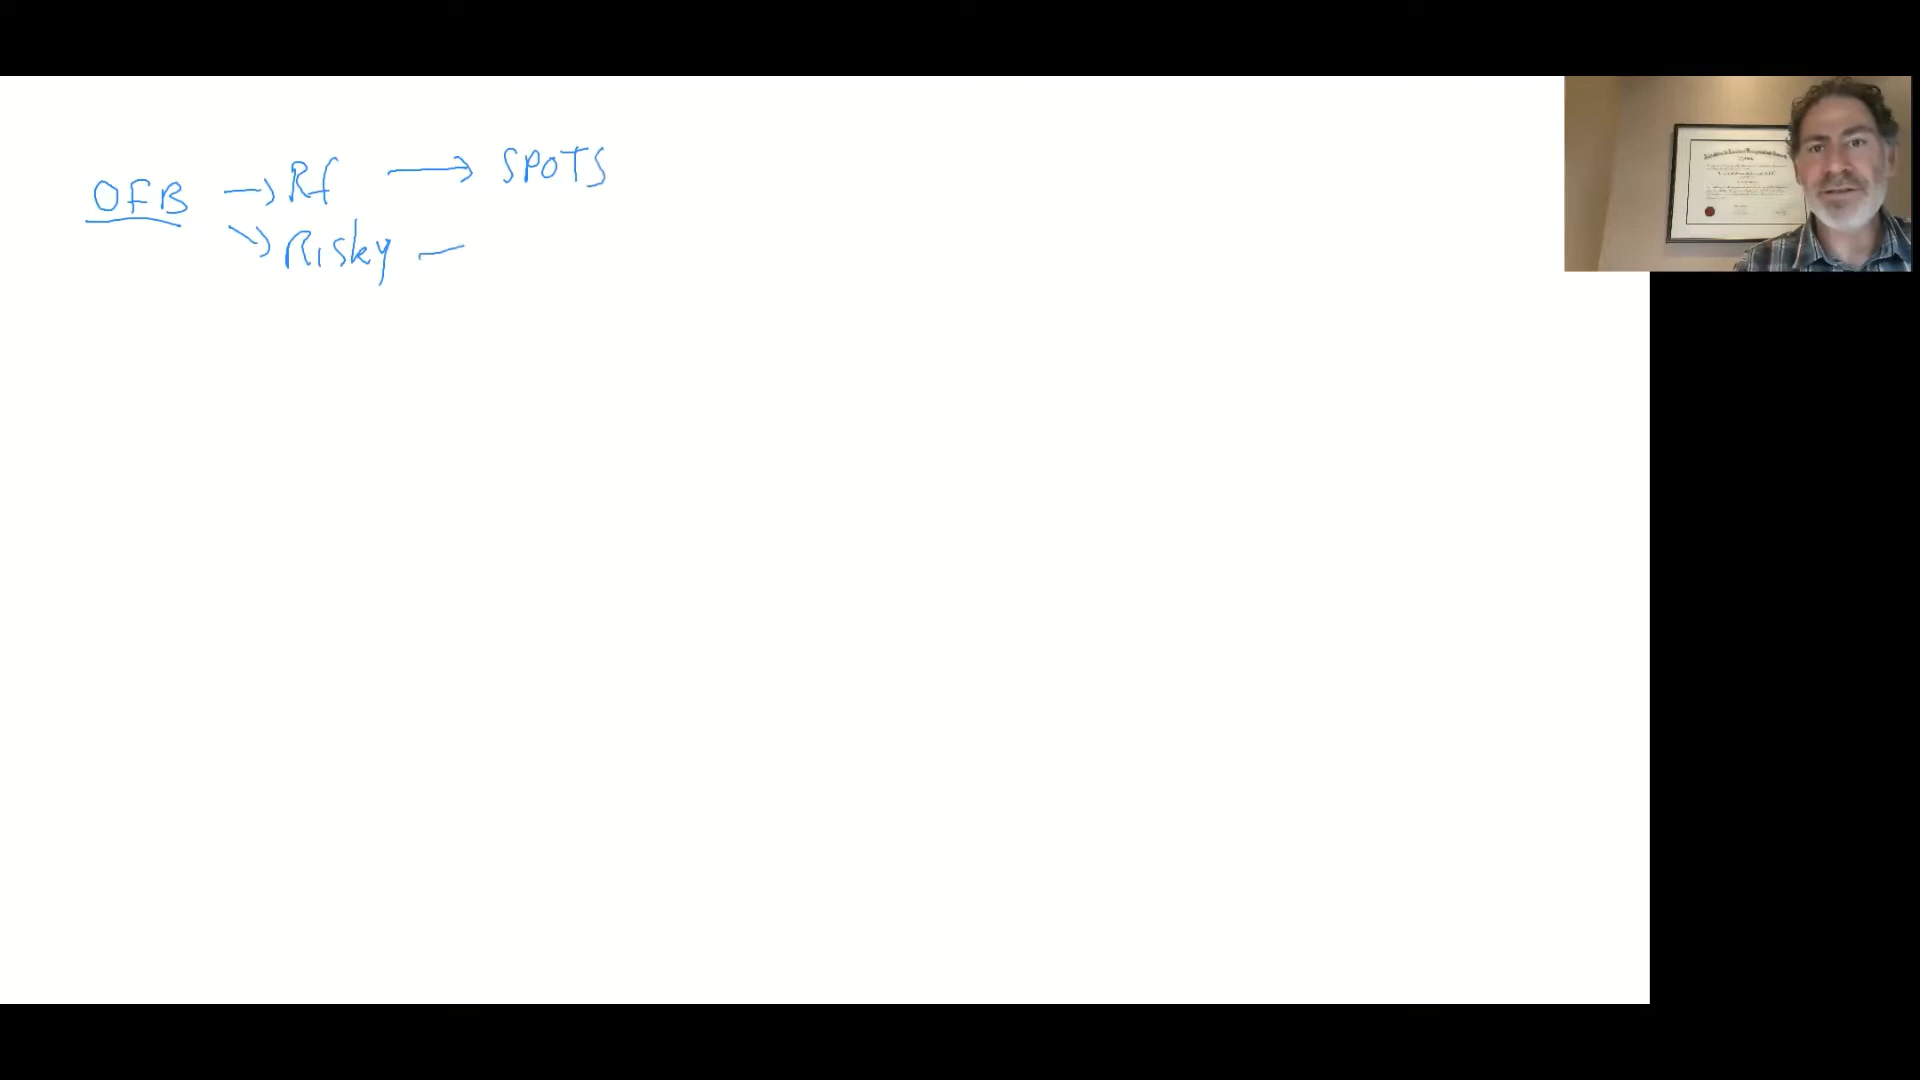 OFB → Rf → SPOTS
↘ Risky —